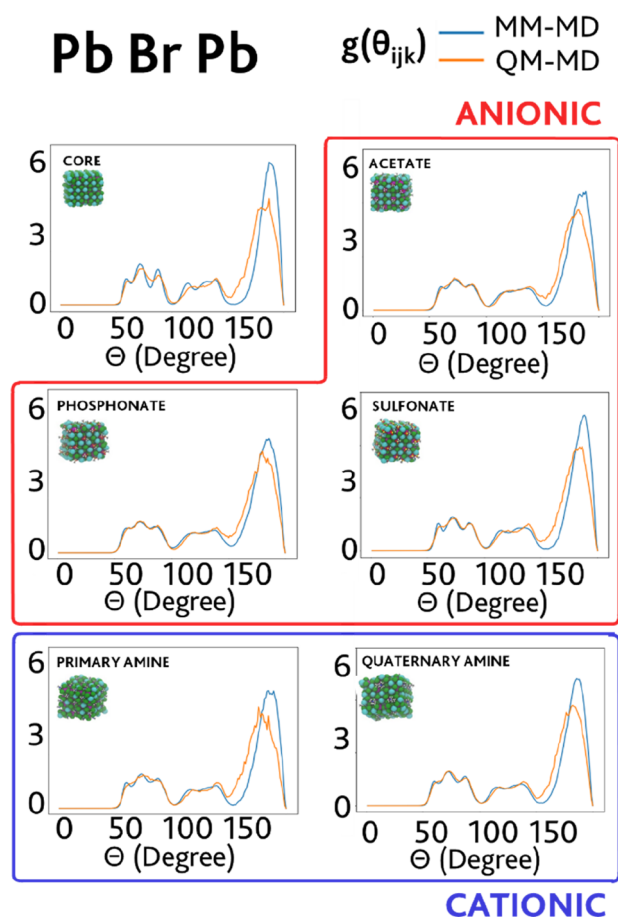 Pb Br Pb
g(θijk)
MM-MD
QM-MD
ANIONIC
CORE
6
3
0
0 50 100 150
Θ (Degree)
ACETATE
6
3
0
0 50 100 150
Θ (Degree)
PHOSPHONATE
6
3
0
0 50 100 150
Θ (Degree)
SULFONATE
6
3
0
0 50 100 150
Θ (Degree)
PRIMARY AMINE
6
3
0
0 50 100 150
Θ (Degree)
QUATERNARY AMINE
6
3
0
0 50 100 150
Θ (Degree)
CATIONIC